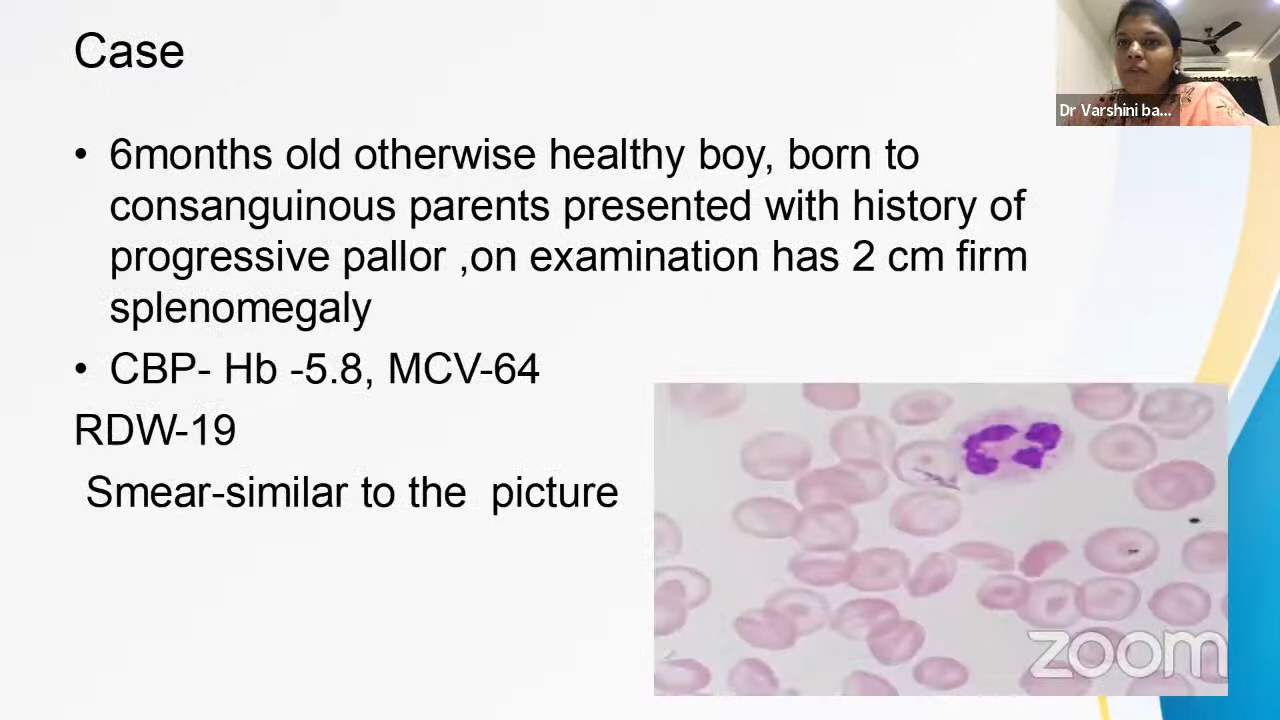 Case
Dr Varshini ba...
• 6months old otherwise healthy boy, born to
consanguinous parents presented with history of
progressive pallor ,on examination has 2 cm firm
splenomegaly
• CBP- Hb -5.8, MCV-64
RDW-19
Smear-similar to the picture
zoom